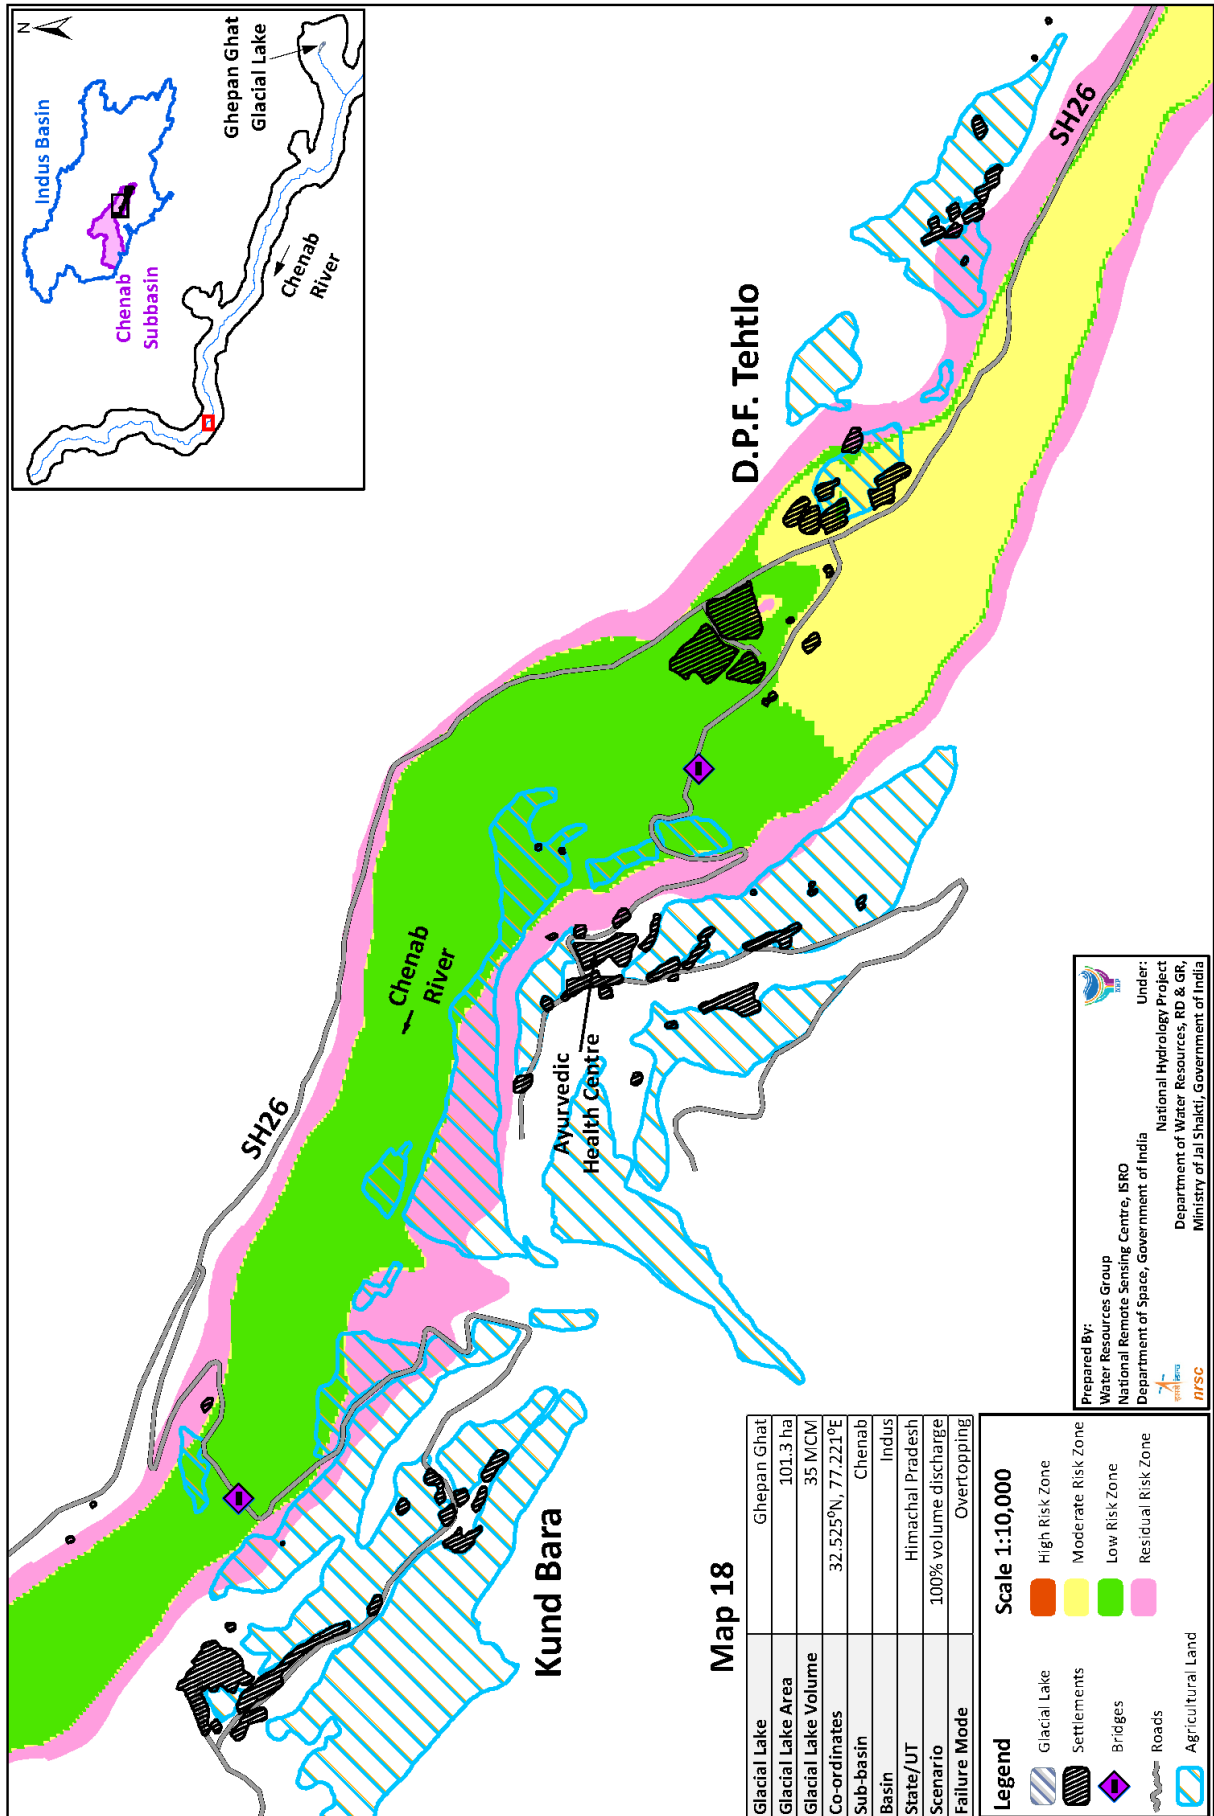 N
Indus Basin
Chenab
Subbasin
Ghepan Ghat
Glacial Lake
Chenab
River
SH26
D.P.F. Tehtlo
Chenab
River
SH26
Ayurvedic
Health Centre
Kund Bara
Map 18
Glacial Lake Ghepan Ghat
Glacial Lake Area 101.3 ha
Glacial Lake Volume 35 MCM
Co-ordinates 32.525⁰N, 77.221⁰E
Sub-basin Chenab
Basin Indus
State/UT Himachal Pradesh
Scenario 100% volume discharge
Failure Mode Overtopping
Legend
Scale 1:10,000
Glacial Lake
Settlements
Bridges
Roads
Agricultural Land
High Risk Zone
Moderate Risk Zone
Low Risk Zone
Residual Risk Zone
Prepared By:
Water Resources Group
National Remote Sensing Centre, ISRO
Department of Space, Government of India
Under:
National Hydrology Project
Department of Water Resources, RD & GR,
Ministry of Jal Shakti, Government of India
nrsc